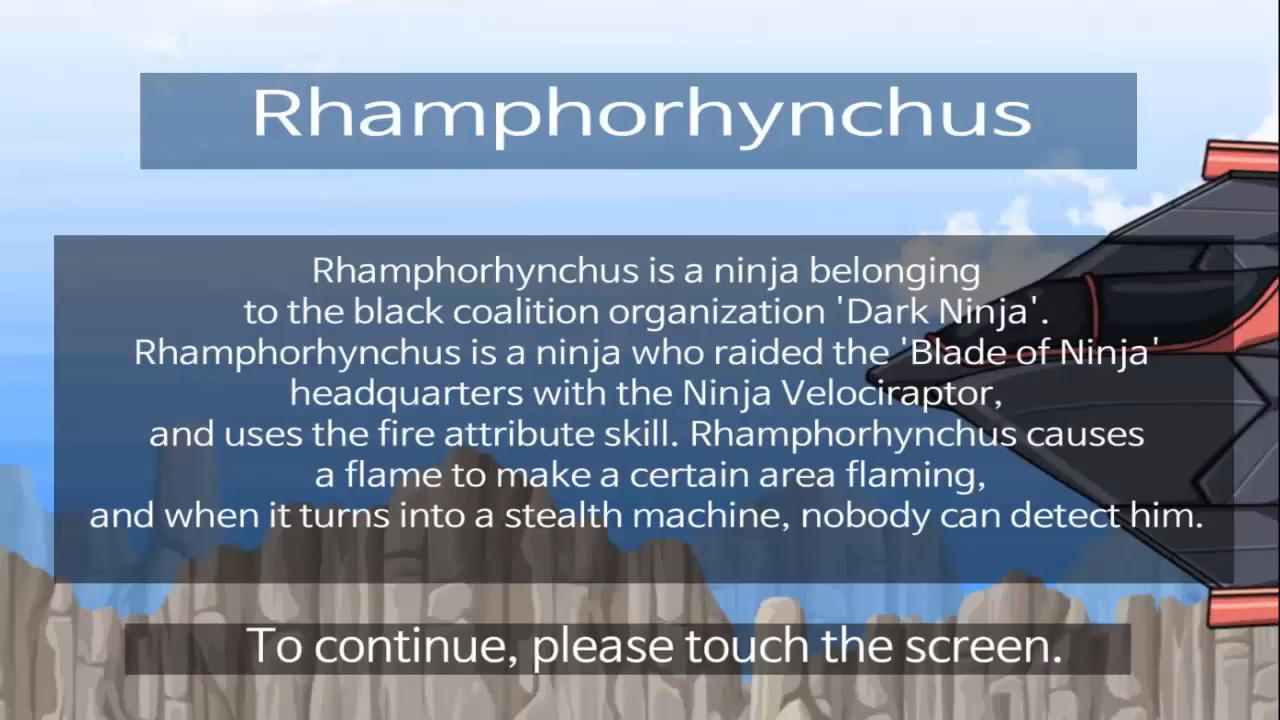 Rhamphorhynchus
Rhamphorhynchus is a ninja belonging
to the black coalition organization 'Dark Ninja'.
Rhamphorhynchus is a ninja who raided the 'Blade of Ninja'
headquarters with the Ninja Velociraptor,
and uses the fire attribute skill. Rhamphorhynchus causes
a flame to make a certain area flaming,
and when it turns into a stealth machine, nobody can detect him.
To continue, please touch the screen.